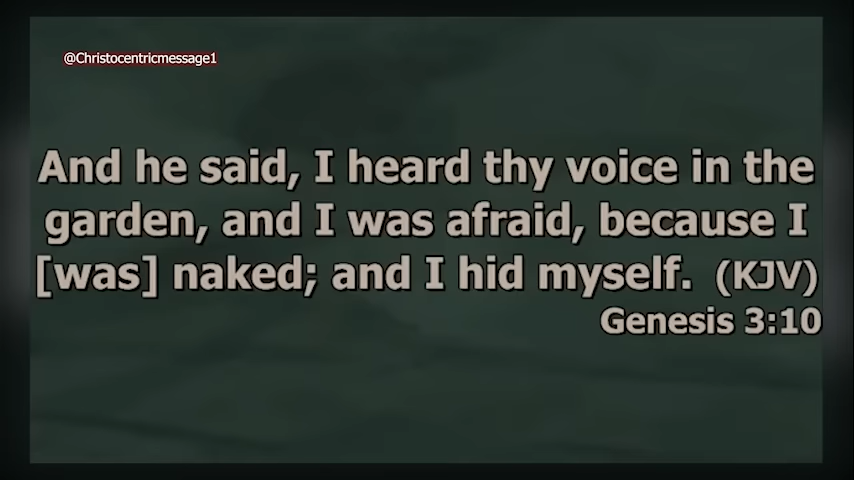 @Christocentricmessage1
And he said, I heard thy voice in the
garden, and I was afraid, because I
[was] naked; and I hid myself. (KJV)
Genesis 3:10